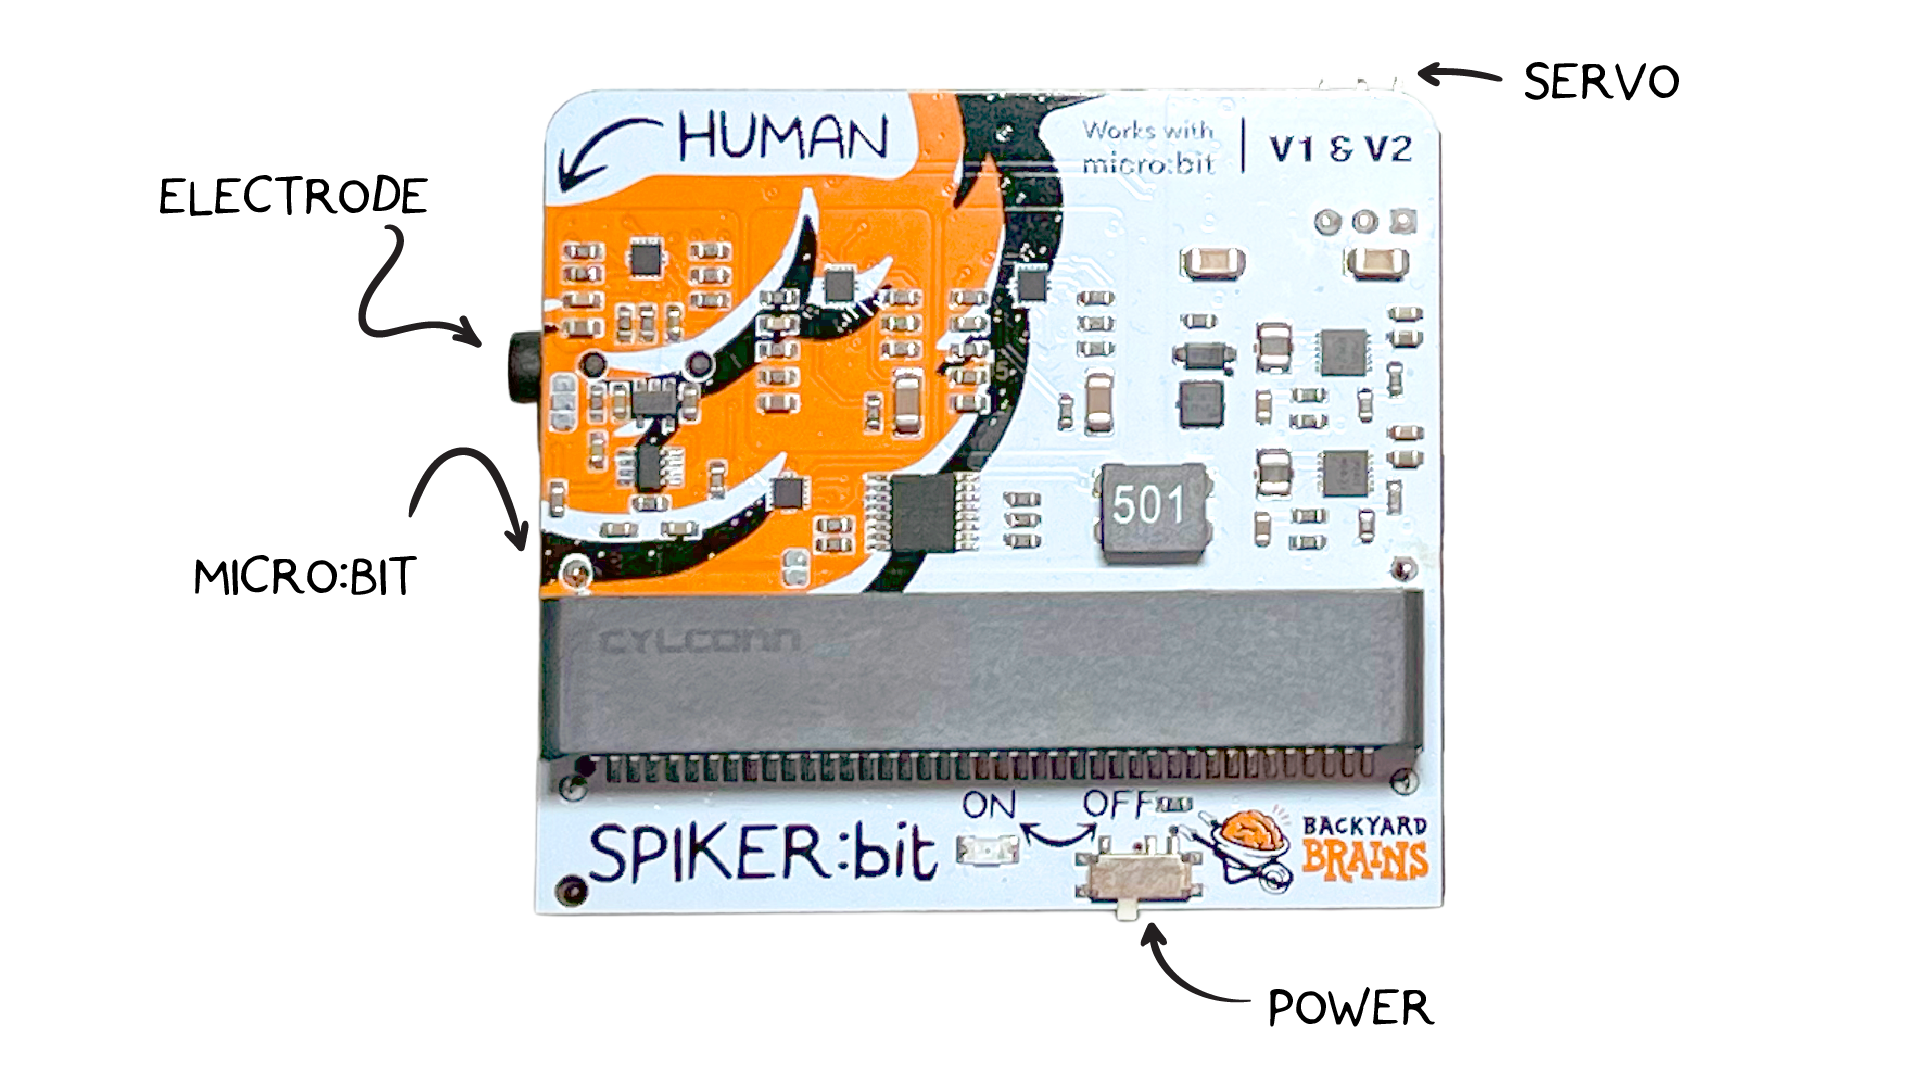 SERVO
HUMAN
Works with
micro:bit
V1 & V2
ELECTRODE
501
MICRO:BIT
CYLCONN
ON OFF
SPIKER:bit
BACKYARD
BRAINS
POWER